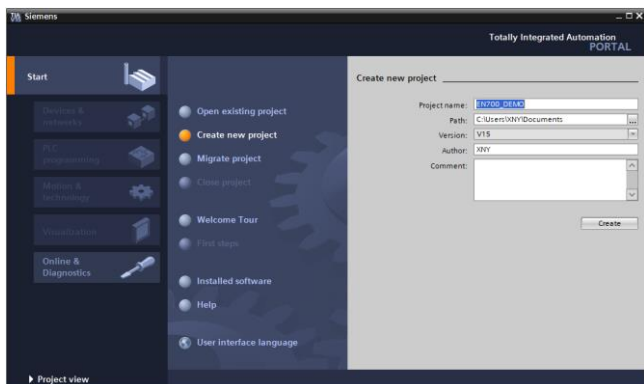 Siemens
Totally Integrated Automation
PORTAL
Start
Devices &
networks
PLC
programming
Motion &
technology
Visualization
Online &
Diagnostics
Open existing project
Create new project
Migrate project
Close project
Welcome Tour
First steps
Installed software
Help
User interface language
Create new project
Project name: EN700_DEMO
Path: C:\Users\XNY\Documents
...
Version: V15
Author: XNY
Comment:
Create
Project view